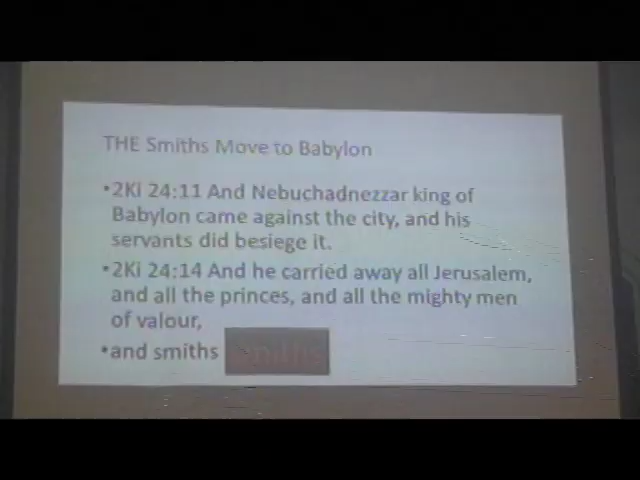 THE Smiths Move to Babylon
•2Ki 24:11 And Nebuchadnezzar king of
Babylon came against the city, and his
servants did besiege it.
•2Ki 24:14 And he carried away all Jerusalem,
and all the princes, and all the mighty men
of valour,
•and smiths